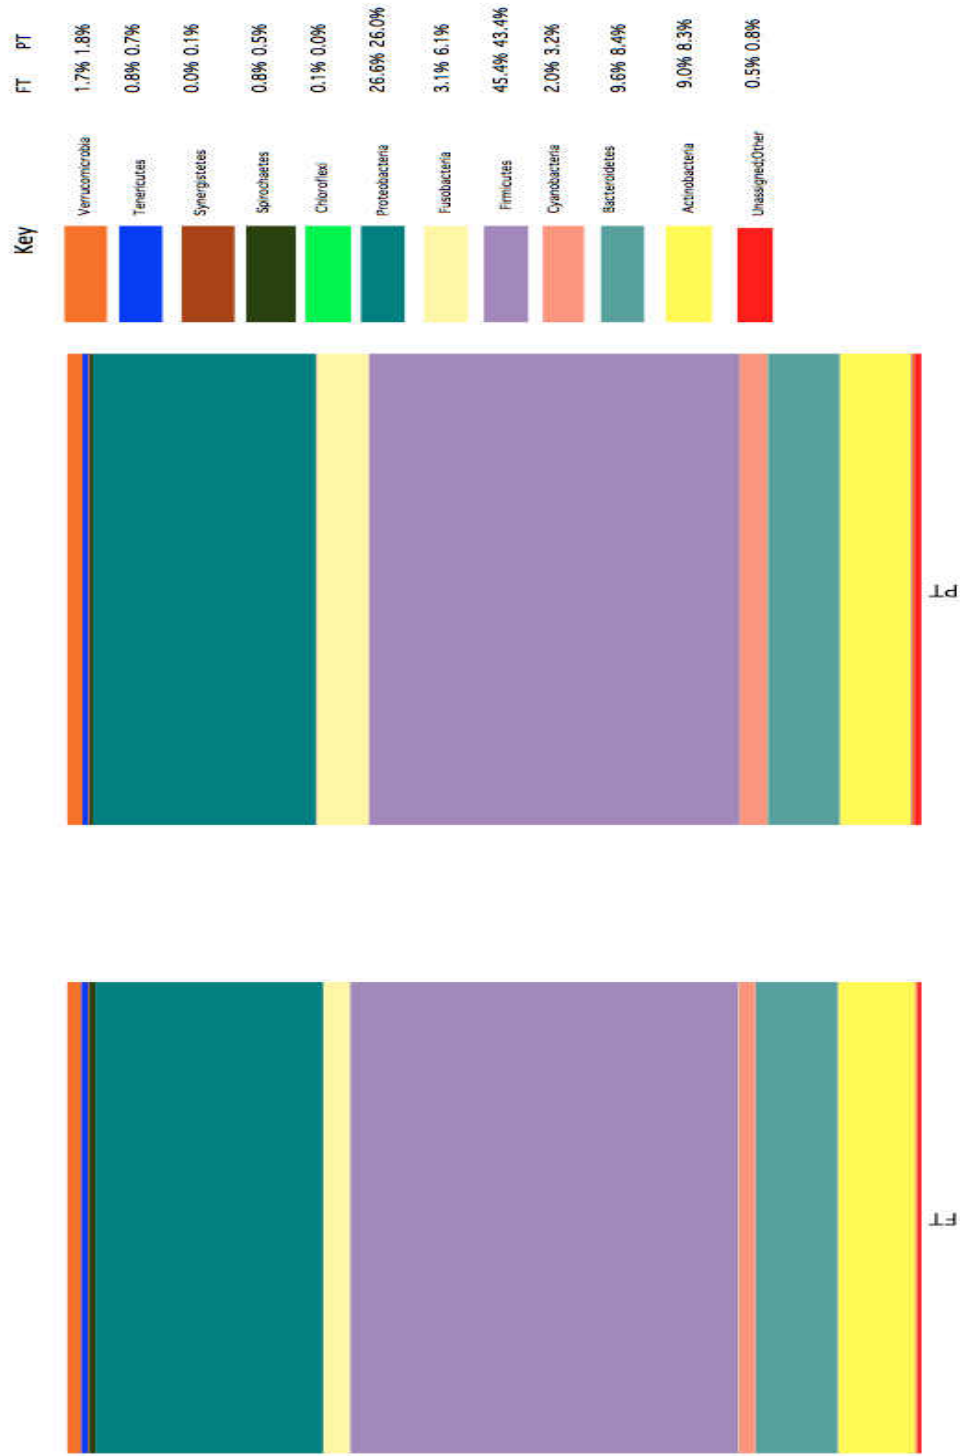 Key FT PT
Verrucomicrobia 1.7% 1.8%
Tenericutes 0.8% 0.7%
Synergistetes 0.0% 0.1%
Spirochaetes 0.8% 0.5%
Chloroflexi 0.1% 0.0%
Proteobacteria 26.6% 26.0%
Fusobacteria 3.1% 6.1%
Firmicutes 45.4% 43.4%
Cyanobacteria 2.0% 3.2%
Bacteroidetes 9.6% 8.4%
Actinobacteria 9.0% 8.3%
Unassigned;Other 0.5% 0.8%
PT
FT